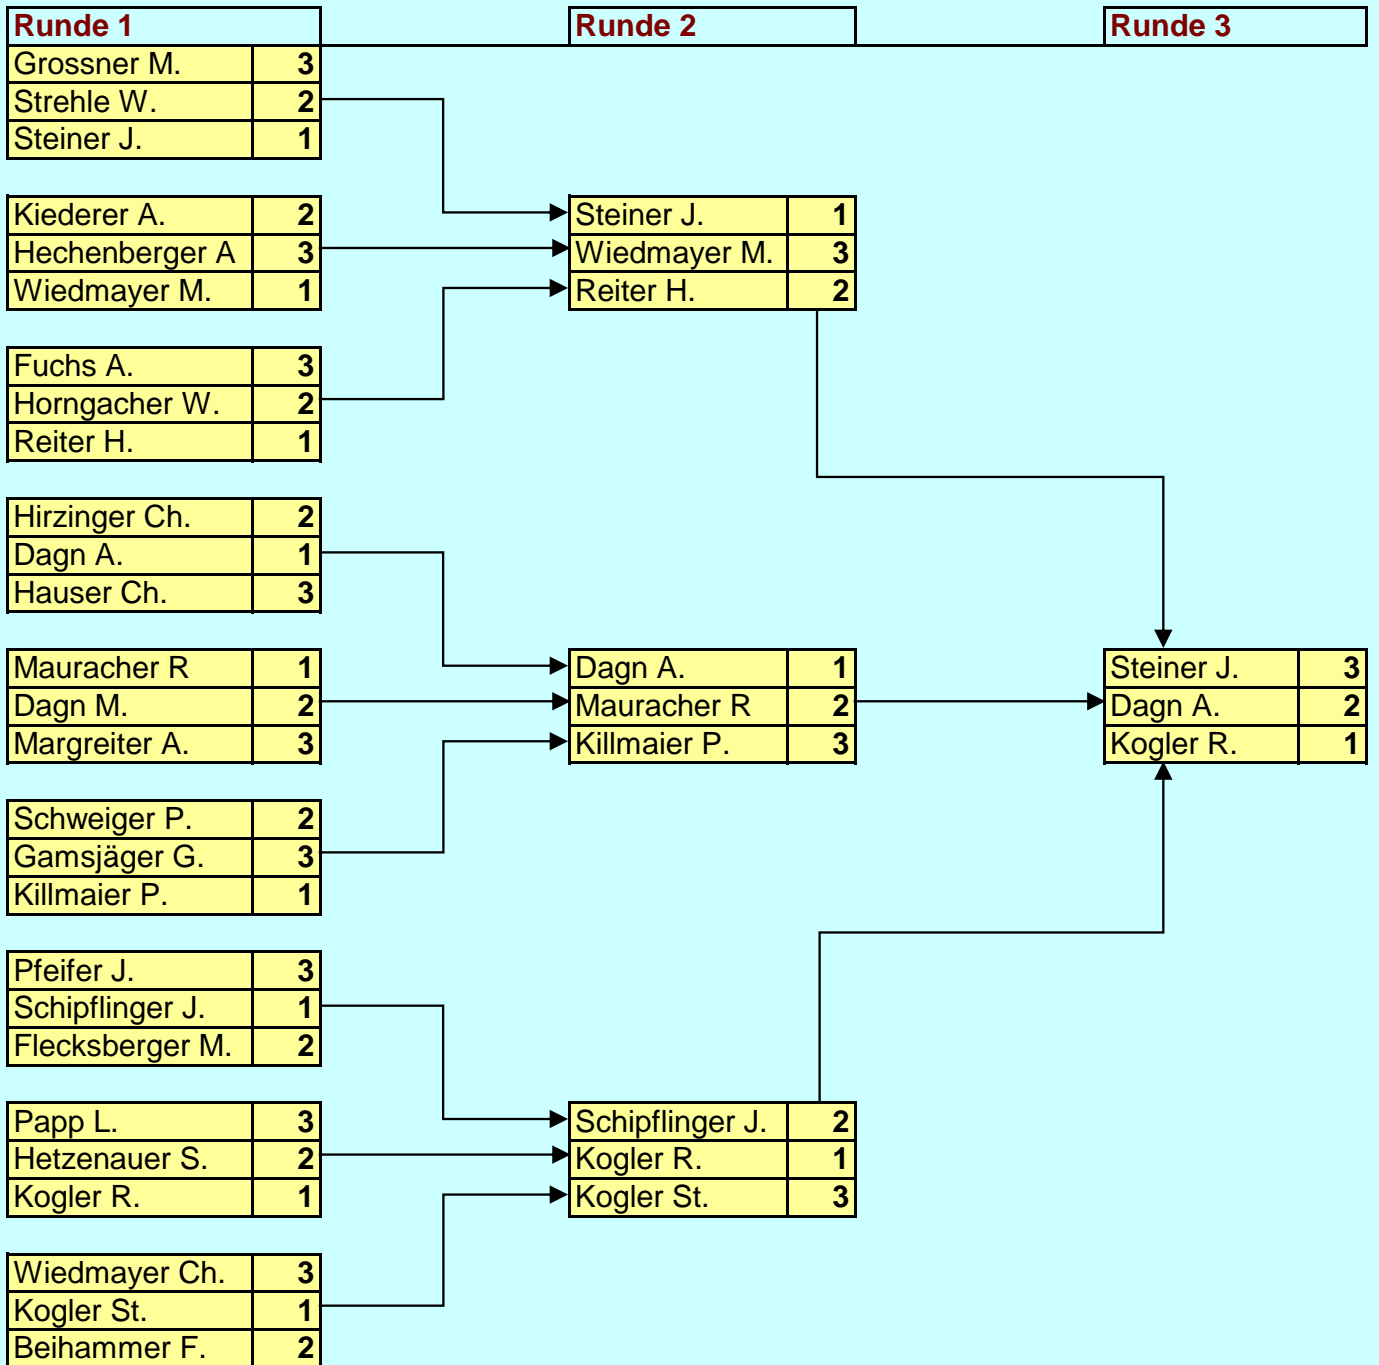 Runde 1
Grossner M. 3
Strehle W. 2
Steiner J. 1
Kiederer A. 2
Hechenberger A 3
Wiedmayer M. 1
Fuchs A. 3
Horngacher W. 2
Reiter H. 1
Hirzinger Ch. 2
Dagn A. 1
Hauser Ch. 3
Mauracher R 1
Dagn M. 2
Margreiter A. 3
Schweiger P. 2
Gamsjäger G. 3
Killmaier P. 1
Pfeifer J. 3
Schipflinger J. 1
Flecksberger M. 2
Papp L. 3
Hetzenauer S. 2
Kogler R. 1
Wiedmayer Ch. 3
Kogler St. 1
Beihammer F. 2
Runde 2
Steiner J. 1
Wiedmayer M. 3
Reiter H. 2
Dagn A. 1
Mauracher R 2
Killmaier P. 3
Schipflinger J. 2
Kogler R. 1
Kogler St. 3
Runde 3
Steiner J. 3
Dagn A. 2
Kogler R. 1